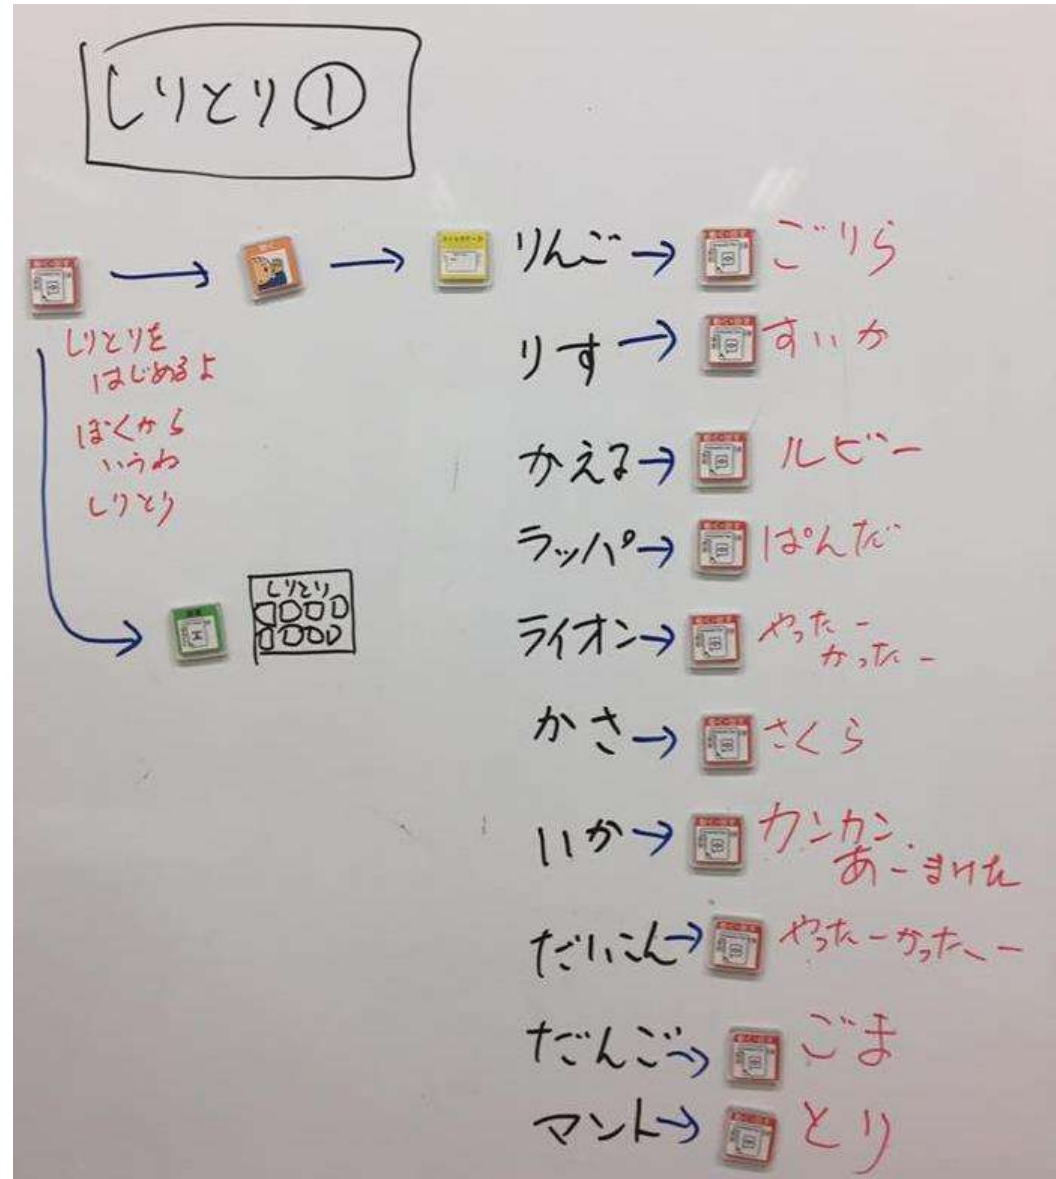 しりとり①
りんご→ごりら
しりとりを
はじめるよ
ぼくから
いうわ
しりとり
りす→すいか
かえる→ルビー
ラッパ→ぱんだ
しりとり
ライオン→やったー
かったー
かさ→さくら
いか→カンカン
あーまけた
だいこん→やったーかったー
だんご→ごま
マント→とり